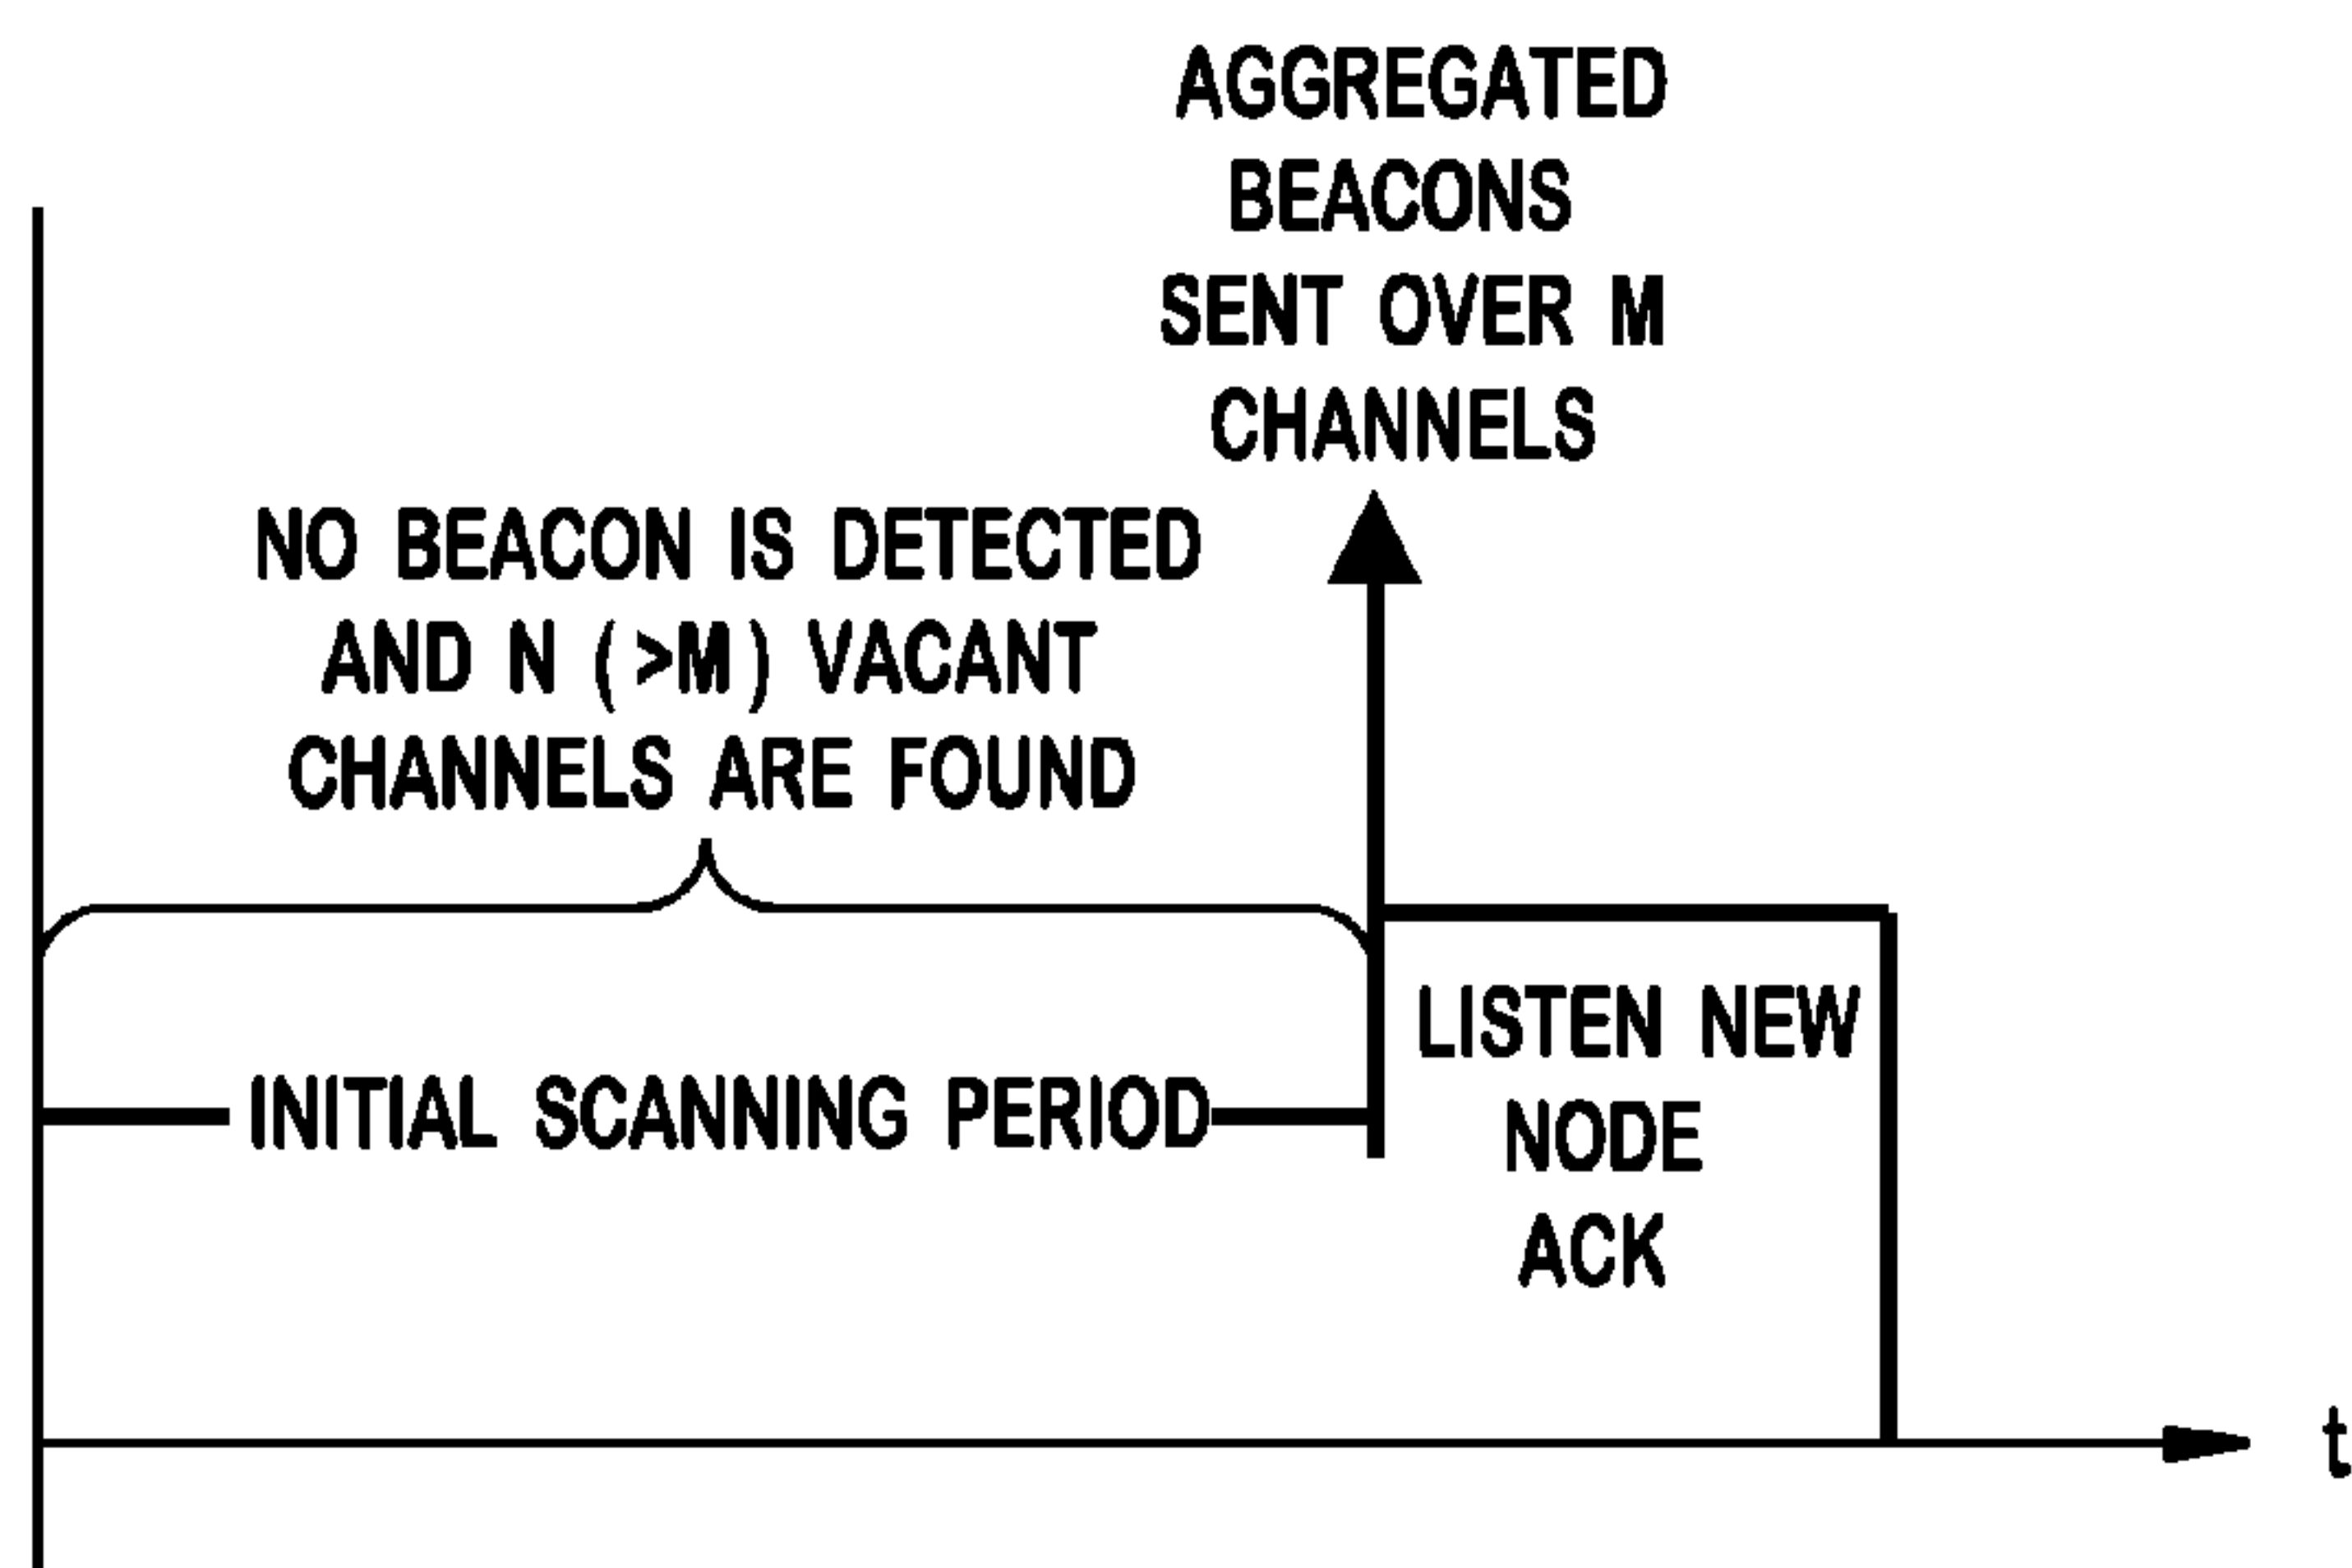 AGGREGATED
BEACONS
SENT OVER M
CHANNELS
NO BEACON IS DETECTED
AND N (>M) VACANT
CHANNELS ARE FOUND
INITIAL SCANNING PERIOD
LISTEN NEW
NODE
ACK
t